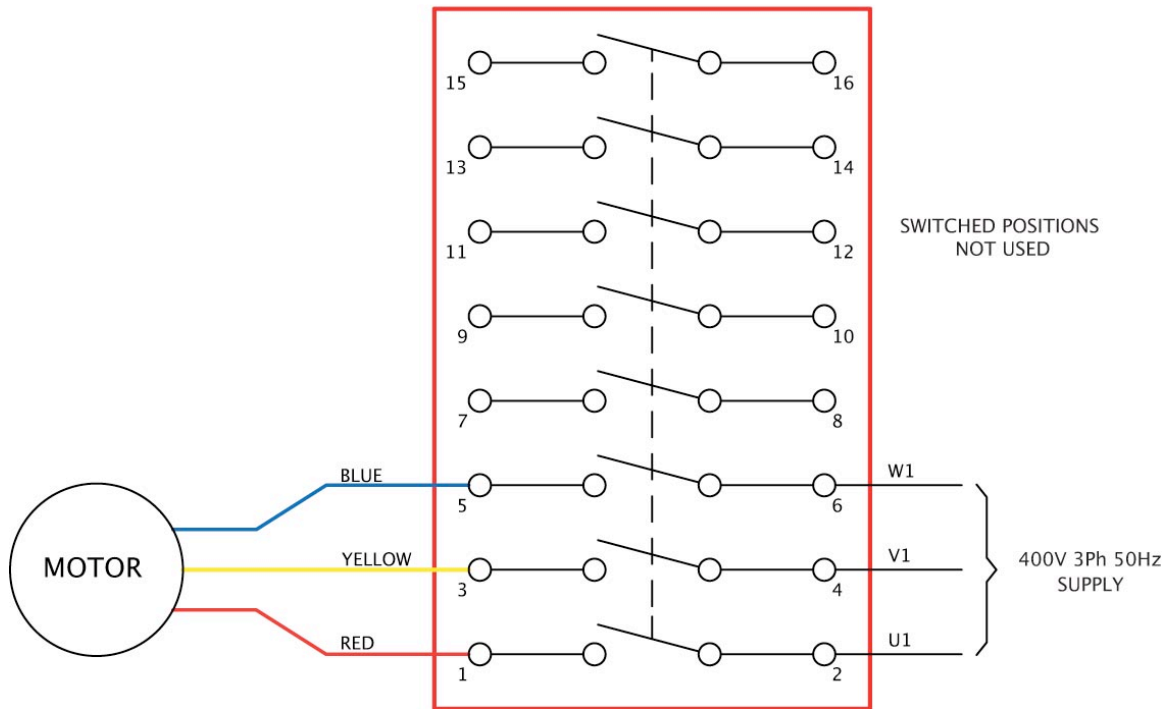 15
16
13
14
SWITCHED POSITIONS
NOT USED
11
12
9
10
7
8
BLUE
W1
5
6
MOTOR
YELLOW
V1
400V 3Ph 50Hz
SUPPLY
3
4
RED
U1
1
2